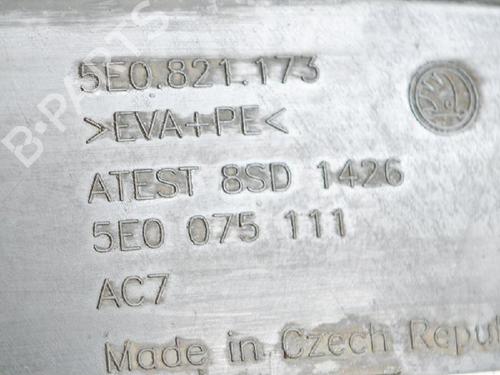 B-PARTS
5E0.821.173
>EVA+PE<
ATEST 8SD 1426
5E0 075 111
AC7
Made in Czech Repu